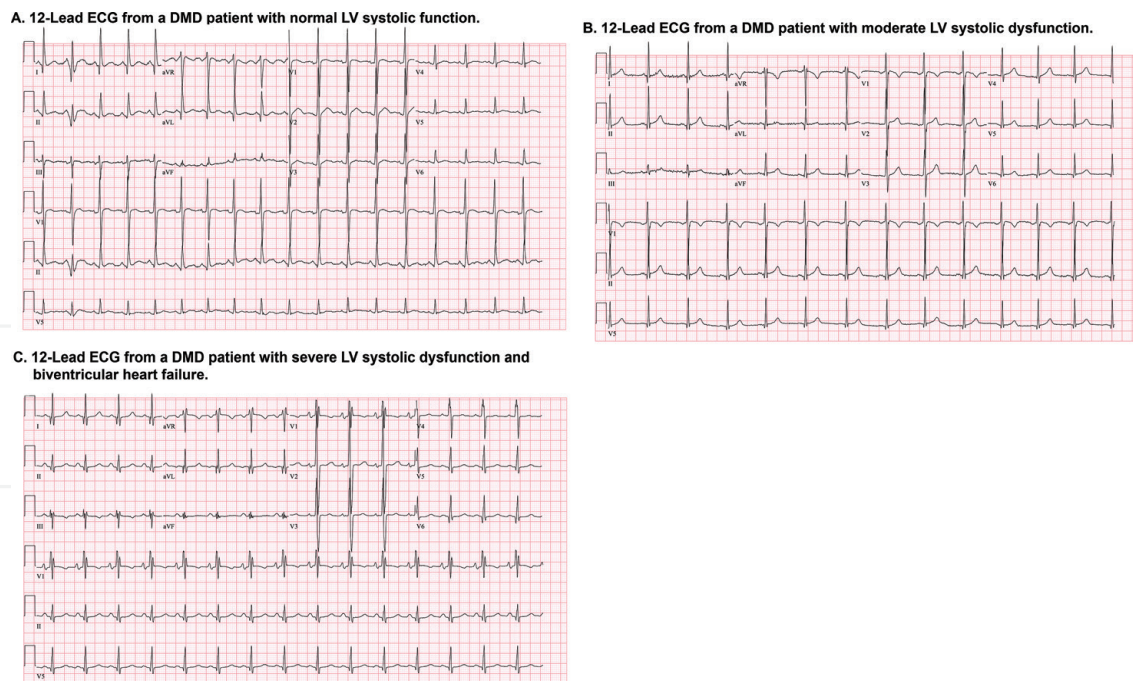 A. 12-Lead ECG from a DMD patient with normal LV systolic function.
I aVR V1 V4
II aVL V2 V5
III aVF V3 V6
V1
II
V5
B. 12-Lead ECG from a DMD patient with moderate LV systolic dysfunction.
I aVR V1 V4
II aVL V2 V5
III aVF V3 V6
V1
II
V5
C. 12-Lead ECG from a DMD patient with severe LV systolic dysfunction and
biventricular heart failure.
I aVR V1 V4
II aVL V2 V5
III aVF V3 V6
V1
II
V5